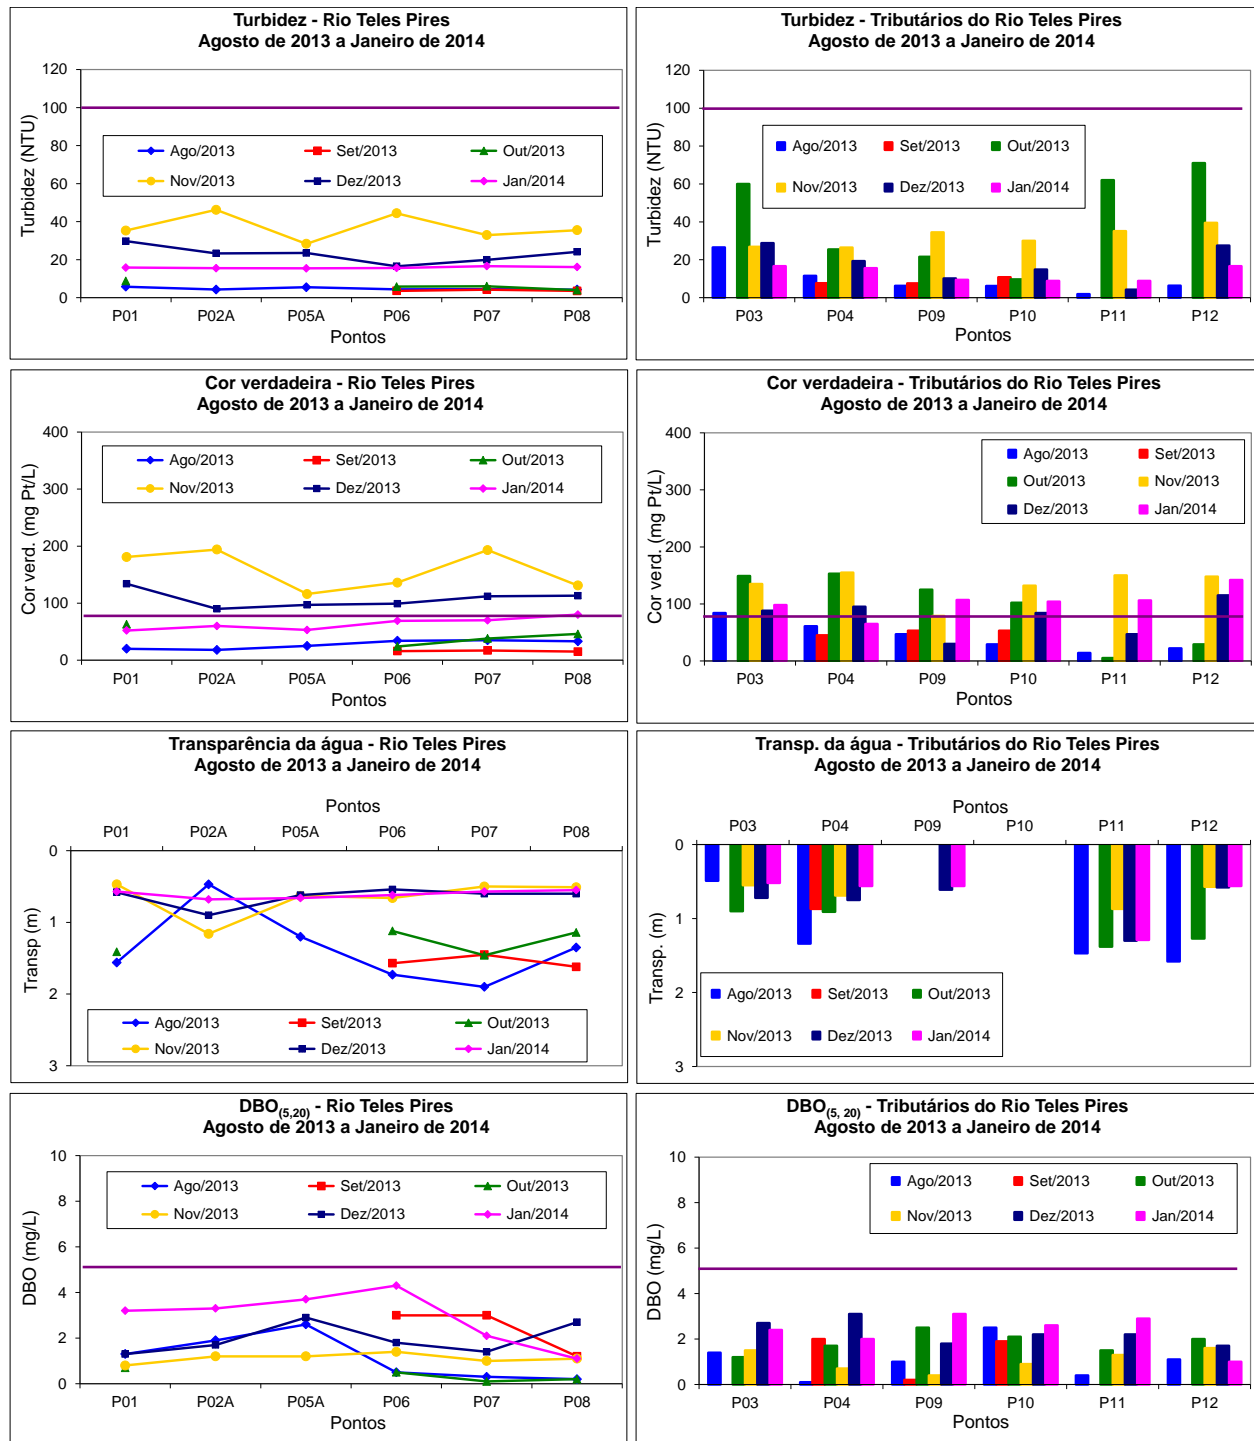 Turbidez - Rio Teles Pires
Agosto de 2013 a Janeiro de 2014
120
100
80
60
40
20
0
Turbidez (NTU)
Ago/2013 Set/2013 Out/2013
Nov/2013 Dez/2013 Jan/2014
P01 P02A P05A P06 P07 P08
Pontos
Turbidez - Tributários do Rio Teles Pires
Agosto de 2013 a Janeiro de 2014
120
100
80
60
40
20
0
Turbidez (NTU)
Ago/2013 Set/2013 Out/2013
Nov/2013 Dez/2013 Jan/2014
P03 P04 P09 P10 P11 P12
Pontos
Cor verdadeira - Rio Teles Pires
Agosto de 2013 a Janeiro de 2014
400
300
200
100
0
Cor verd. (mg Pt/L)
Ago/2013 Set/2013 Out/2013
Nov/2013 Dez/2013 Jan/2014
P01 P02A P05A P06 P07 P08
Pontos
Cor verdadeira - Tributários do Rio Teles Pires
Agosto de 2013 a Janeiro de 2014
400
300
200
100
0
Cor verd. (mg Pt/L)
Ago/2013 Set/2013
Out/2013 Nov/2013
Dez/2013 Jan/2014
P03 P04 P09 P10 P11 P12
Pontos
Transparência da água - Rio Teles Pires
Agosto de 2013 a Janeiro de 2014
Pontos
P01 P02A P05A P06 P07 P08
0
1
2
3
Transp (m)
Ago/2013 Set/2013 Out/2013
Nov/2013 Dez/2013 Jan/2014
Transp. da água - Tributários do Rio Teles Pires
Agosto de 2013 a Janeiro de 2014
Pontos
P03 P04 P09 P10 P11 P12
0
1
2
3
Transp. (m)
Ago/2013 Set/2013 Out/2013
Nov/2013 Dez/2013 Jan/2014
DBO(5,20) - Rio Teles Pires
Agosto de 2013 a Janeiro de 2014
10
8
6
4
2
0
DBO (mg/L)
Ago/2013 Set/2013 Out/2013
Nov/2013 Dez/2013 Jan/2014
P01 P02A P05A P06 P07 P08
Pontos
DBO(5, 20) - Tributários do Rio Teles Pires
Agosto de 2013 a Janeiro de 2014
10
8
6
4
2
0
DBO (mg/L)
Ago/2013 Set/2013 Out/2013
Nov/2013 Dez/2013 Jan/2014
P03 P04 P09 P10 P11 P12
Pontos